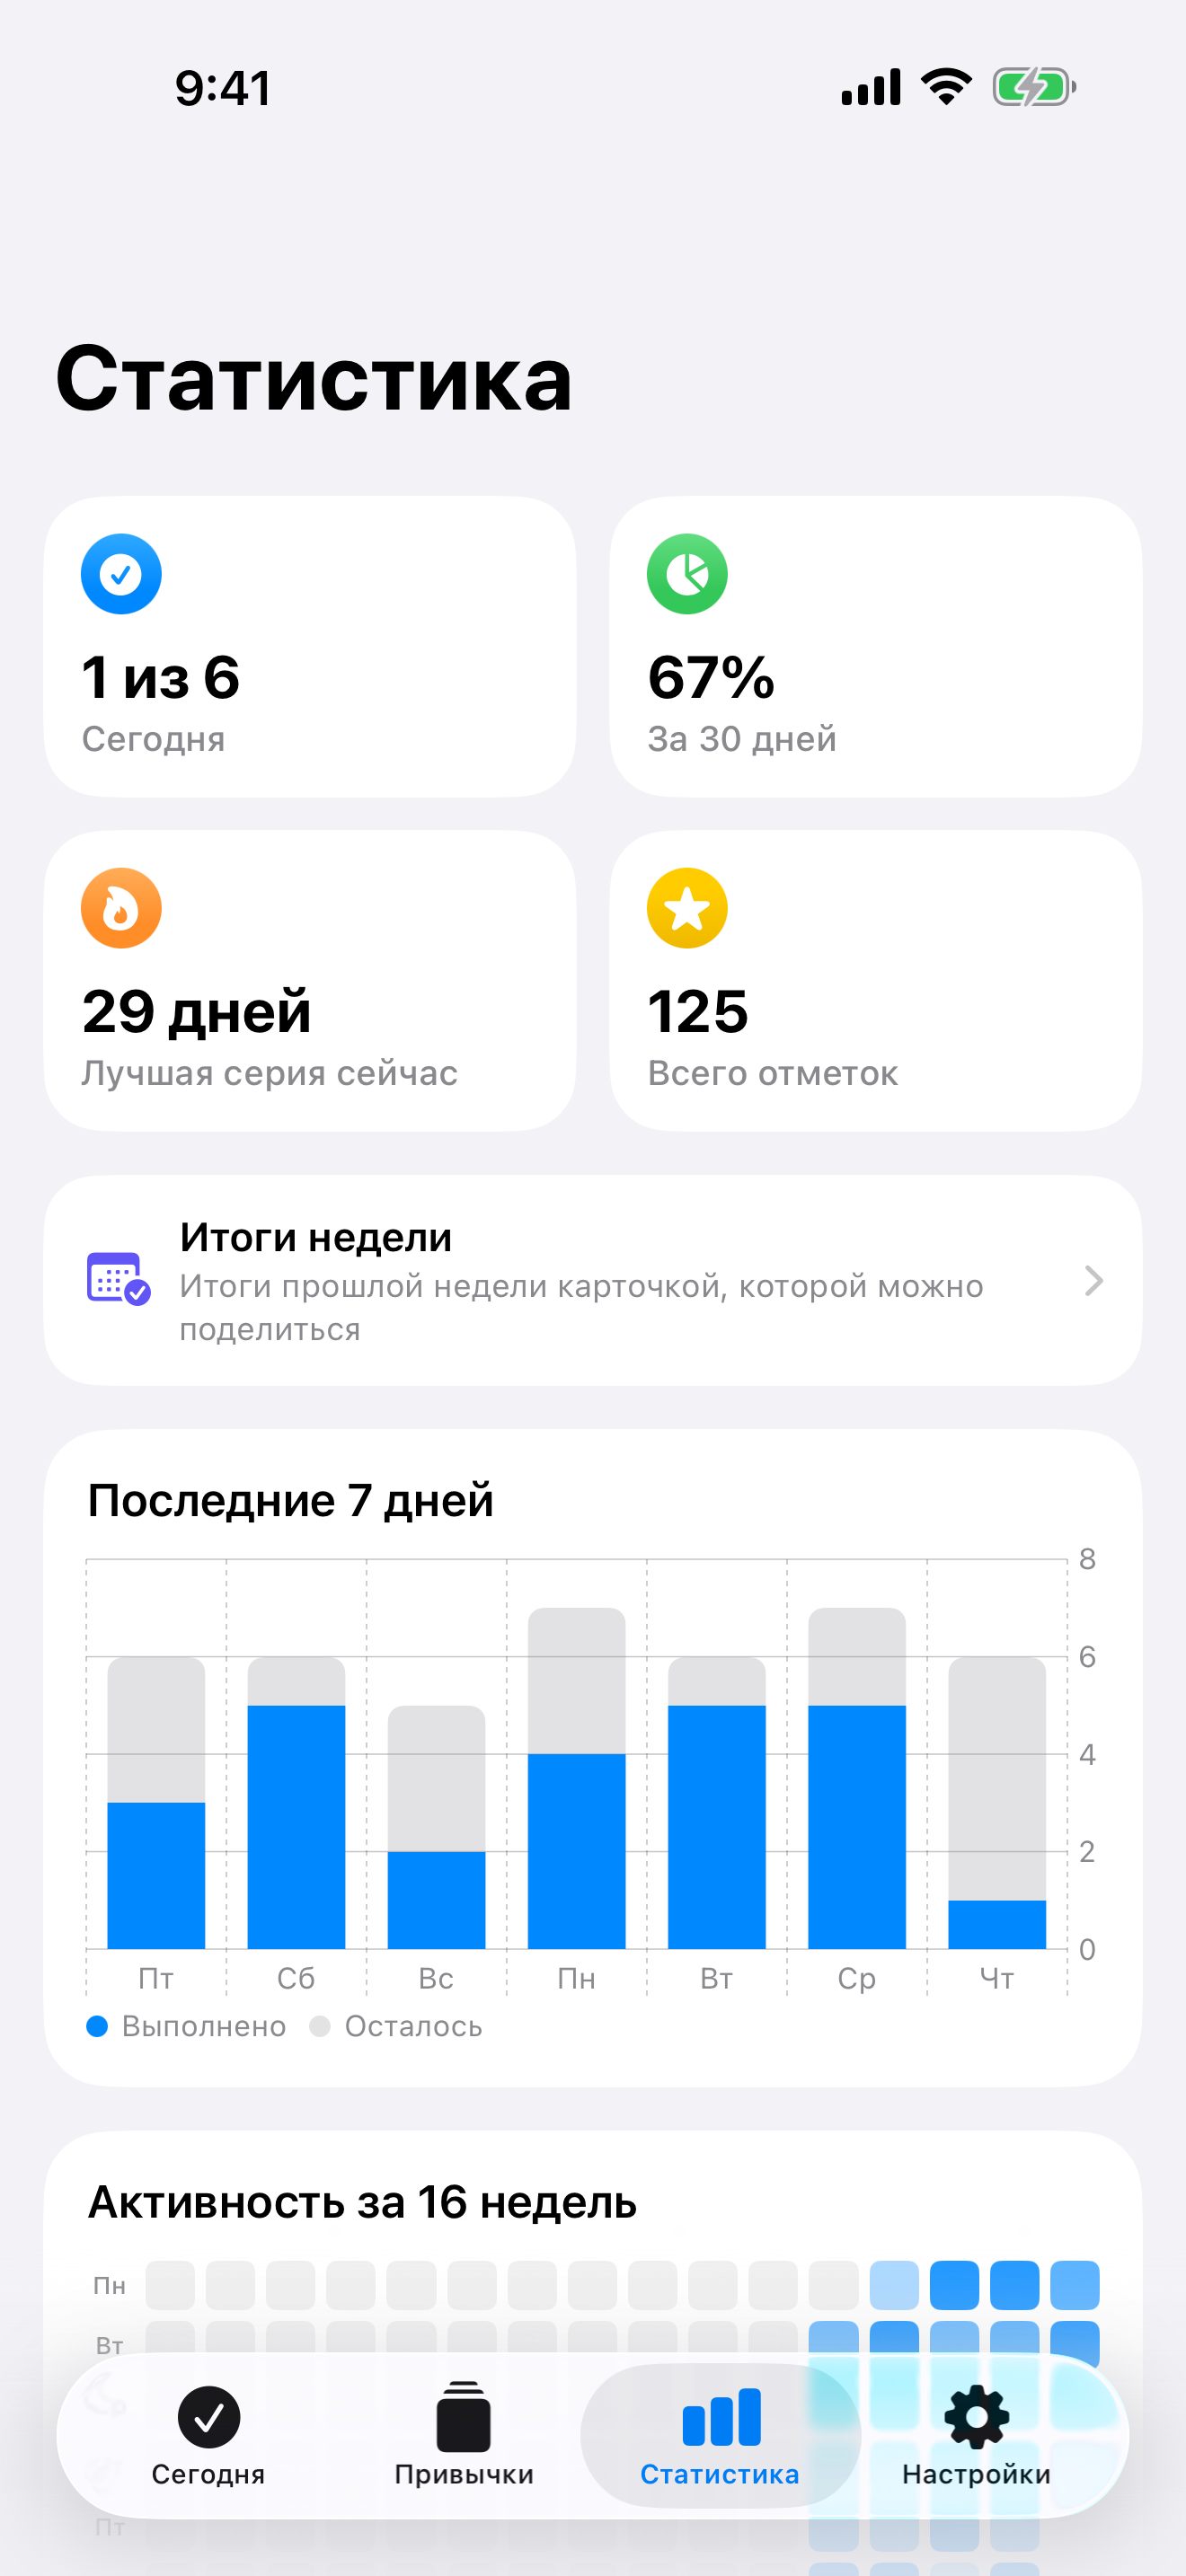 9:41
Статистика
1 из 6
Сегодня
67%
За 30 дней
29 дней
Лучшая серия сейчас
125
Всего отметок
Итоги недели
Итоги прошлой недели карточкой, которой можно
поделиться
Последние 7 дней
8
6
4
2
0
Пт Сб Вс Пн Вт Ср Чт
Выполнено Осталось
Активность за 16 недель
Пн
Вт
Сегодня Привычки Статистика Настройки
Пт